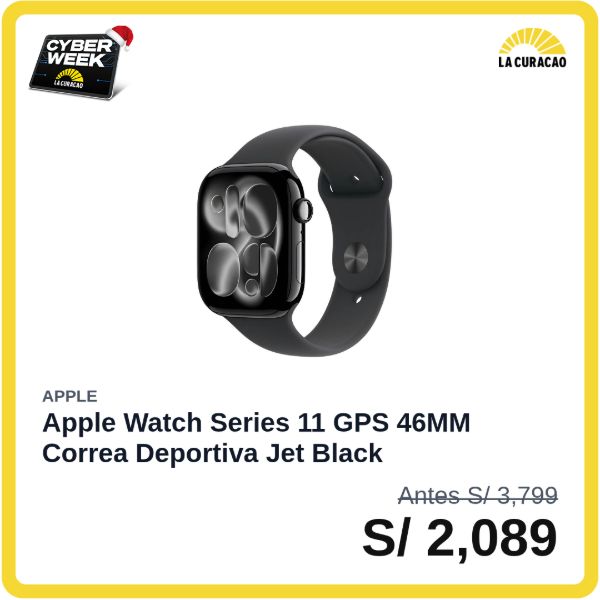 CYBER
WEEK
LA CURACAO
LA CURACAO
APPLE
Apple Watch Series 11 GPS 46MM
Correa Deportiva Jet Black
Antes S/ 3,799
S/ 2,089